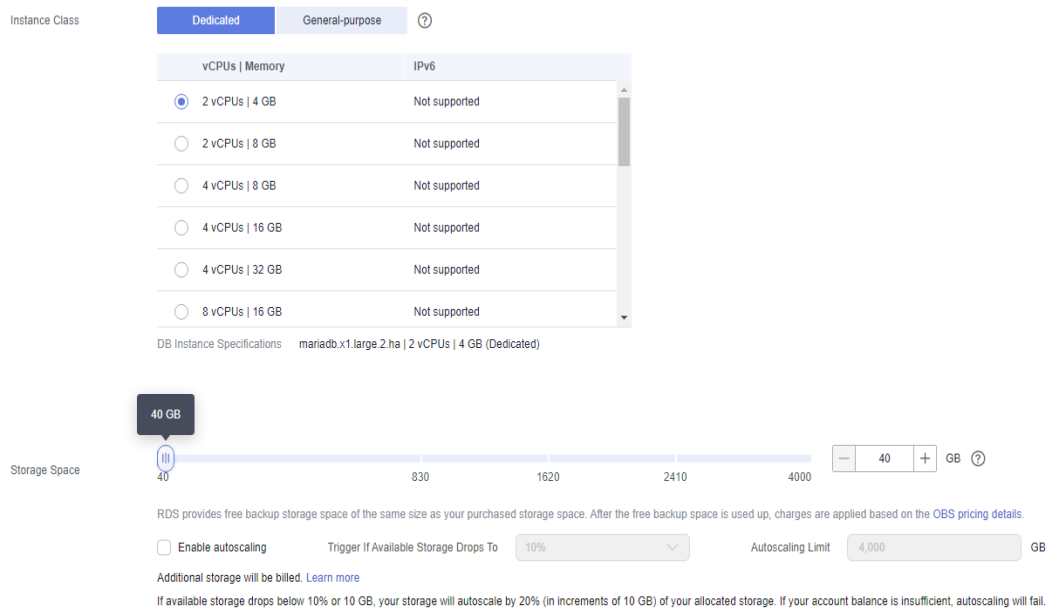 Instance Class Dedicated General-purpose ?
vCPUs | Memory IPv6
2 vCPUs | 4 GB Not supported
2 vCPUs | 8 GB Not supported
4 vCPUs | 8 GB Not supported
4 vCPUs | 16 GB Not supported
4 vCPUs | 32 GB Not supported
8 vCPUs | 16 GB Not supported
DB Instance Specifications mariadb.x1.large.2.ha | 2 vCPUs | 4 GB (Dedicated)
40 GB
Storage Space 40 830 1620 2410 4000 − 40 + GB ?
RDS provides free backup storage space of the same size as your purchased storage space. After the free backup space is used up, charges are applied based on the OBS pricing details.
Enable autoscaling Trigger If Available Storage Drops To 10% Autoscaling Limit 4,000 GB
Additional storage will be billed. Learn more
If available storage drops below 10% or 10 GB, your storage will autoscale by 20% (in increments of 10 GB) of your allocated storage. If your account balance is insufficient, autoscaling will fail.